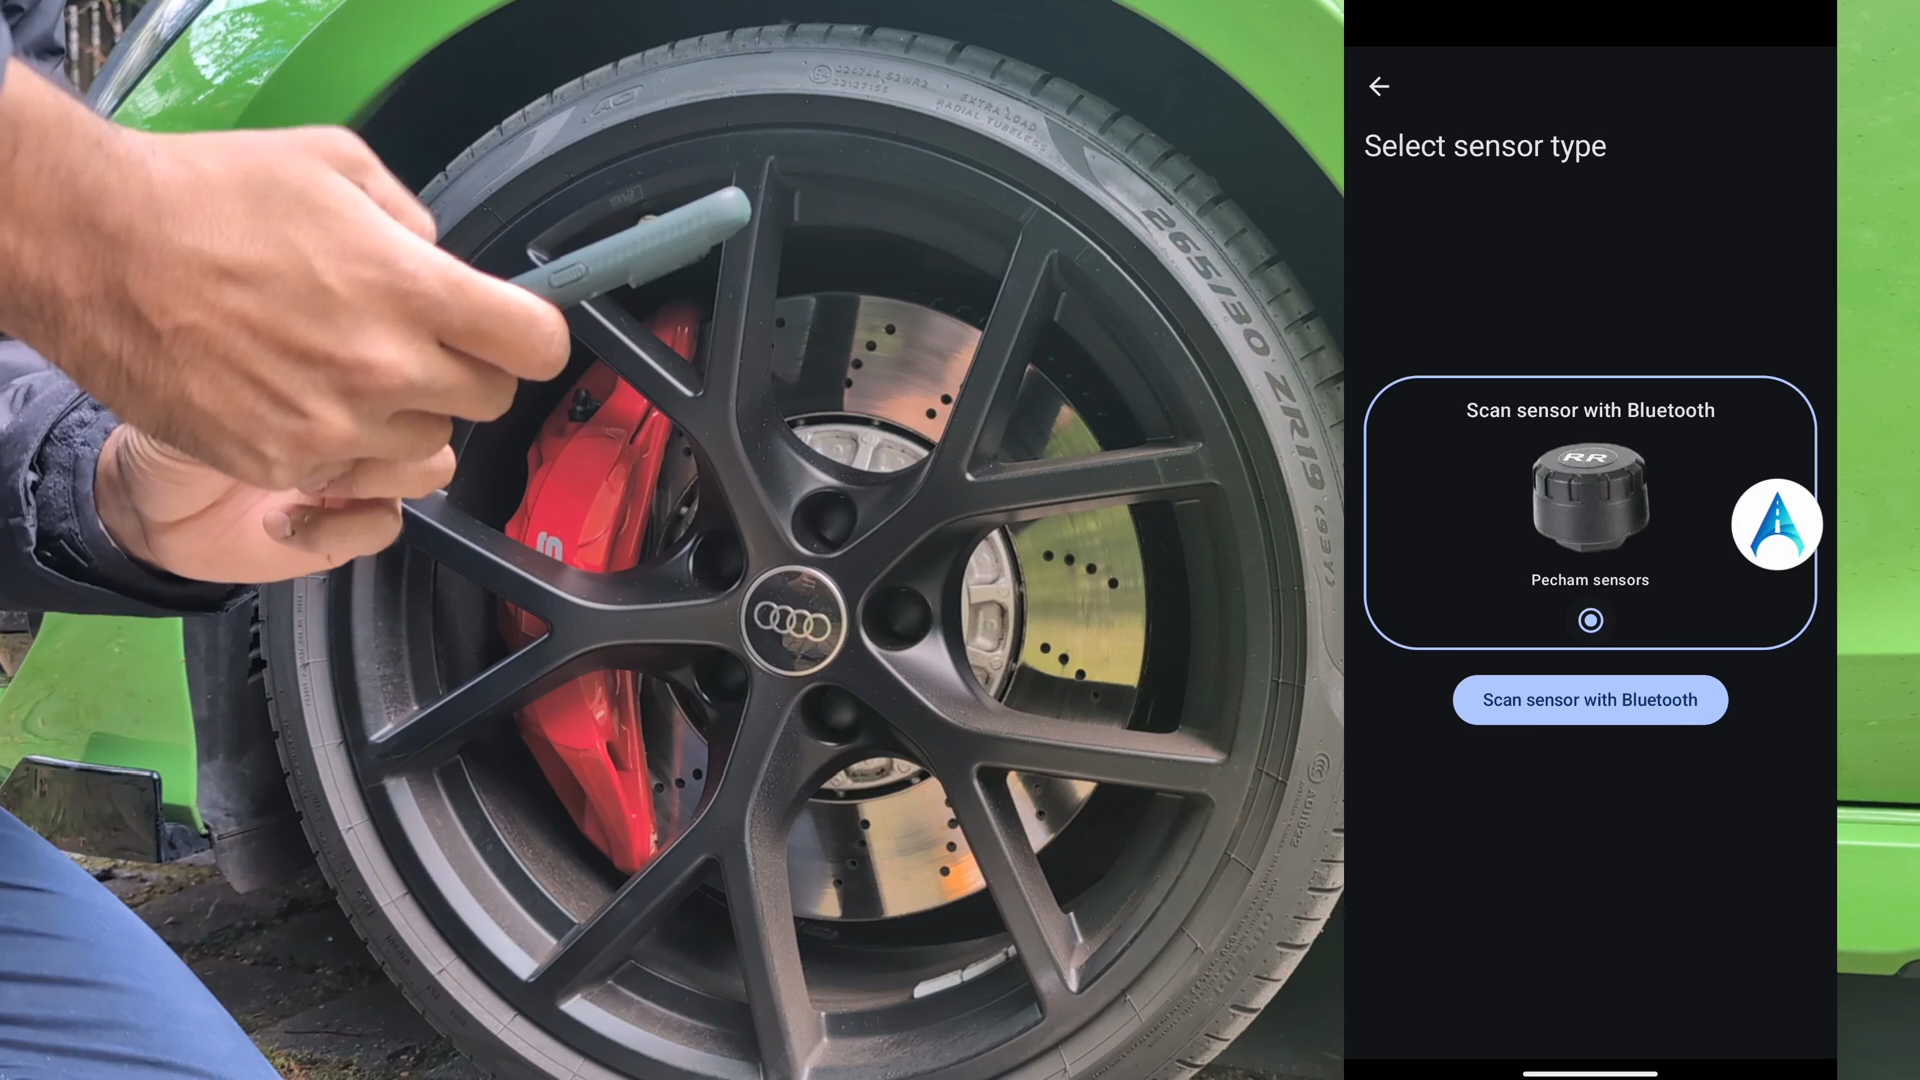 EXTRA LOAD
RADIAL TUBELESS
265/30 ZR19 (93Y)
S
Select sensor type
Scan sensor with Bluetooth
RR
Pecham sensors
Scan sensor with Bluetooth